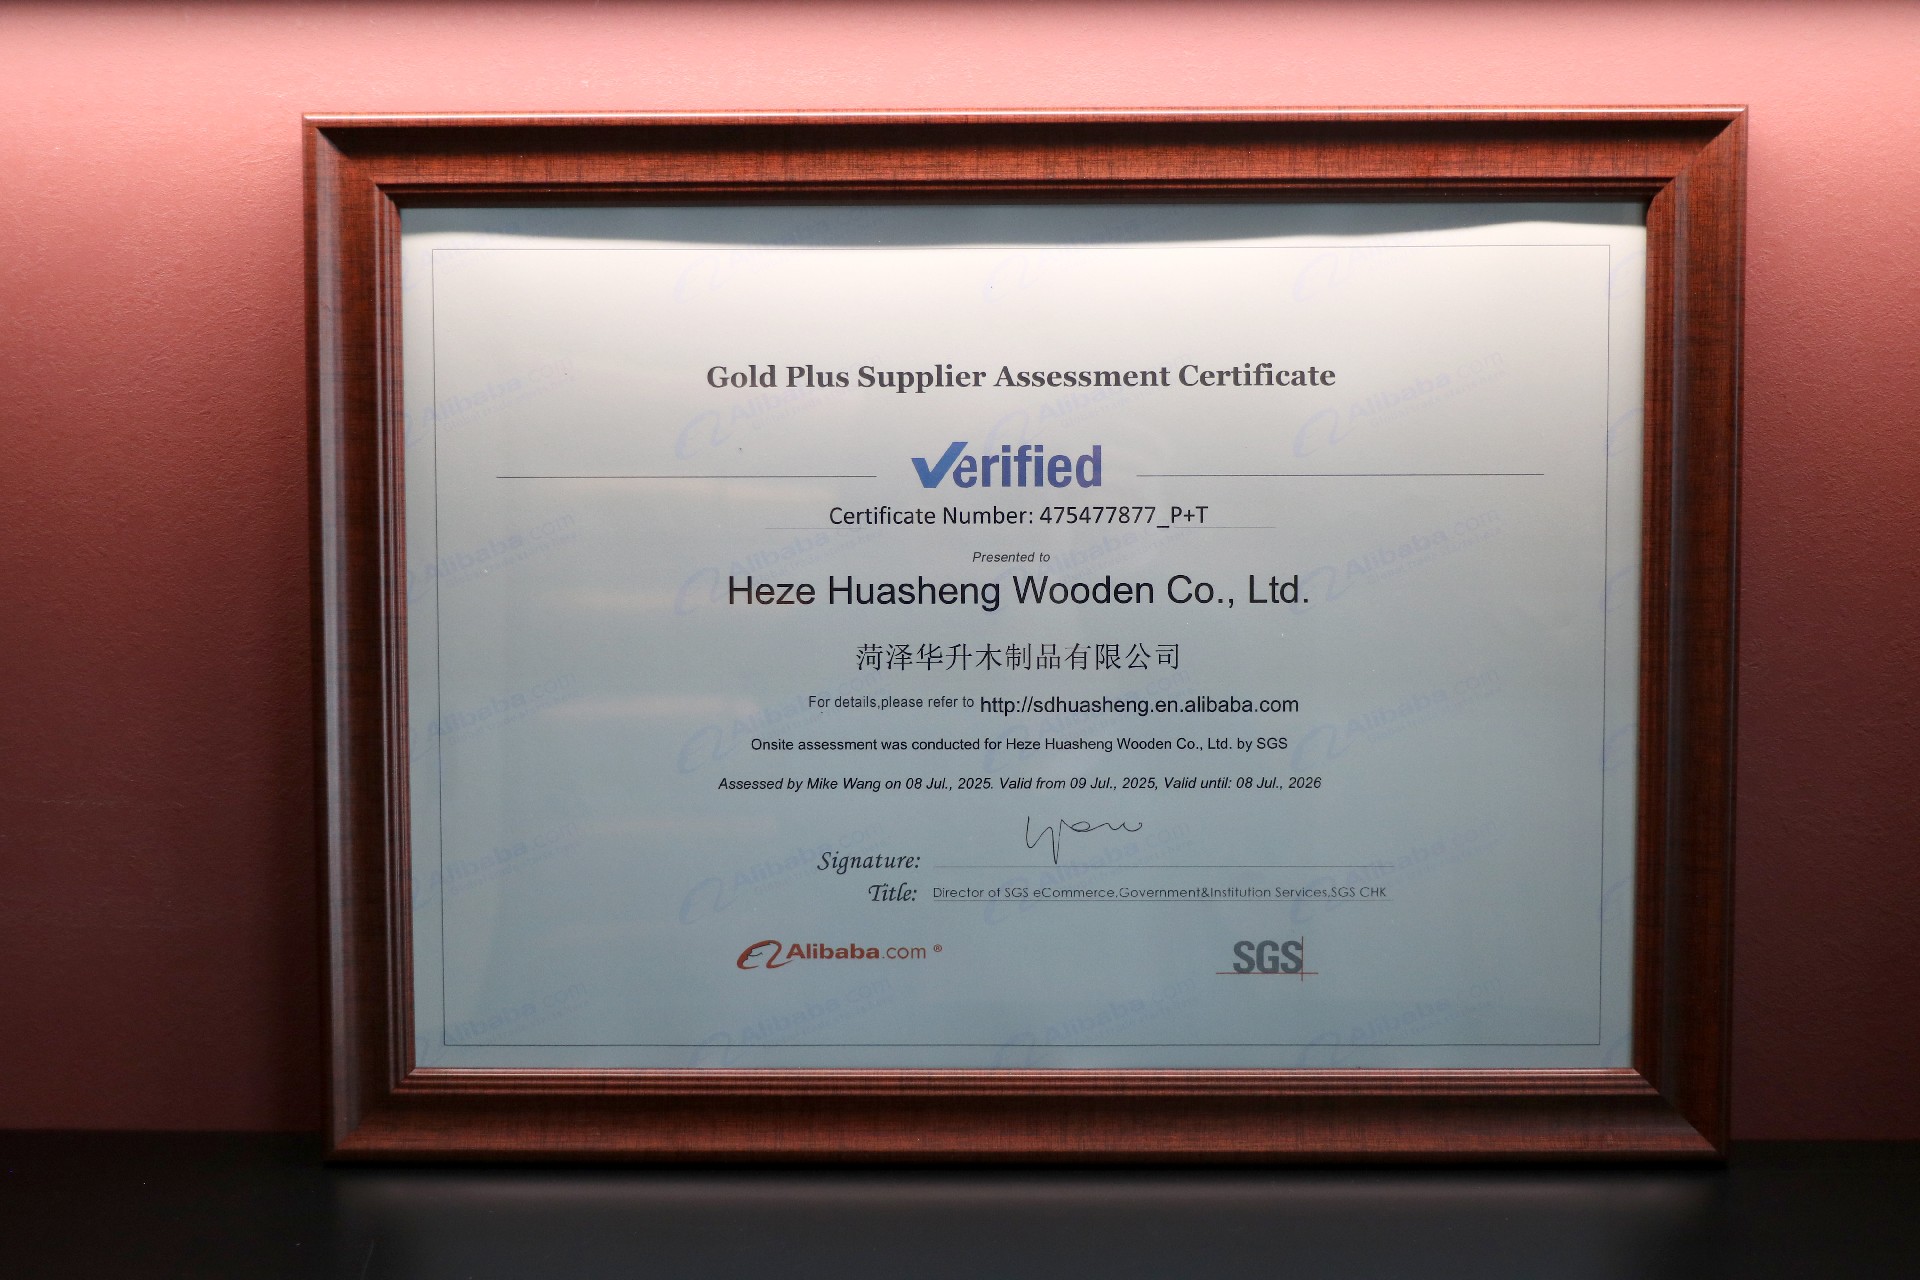 Gold Plus Supplier Assessment Certificate
Verified
Certificate Number: 475477877_P+T
Presented to
Heze Huasheng Wooden Co., Ltd.
菏泽华升木制品有限公司
For details,please refer to http://sdhuasheng.en.alibaba.com
Onsite assessment was conducted for Heze Huasheng Wooden Co., Ltd. by SGS
Assessed by Mike Wang on 08 Jul., 2025. Valid from 09 Jul., 2025, Valid until: 08 Jul., 2026
Signature:
Title: Director of SGS eCommerce,Government&Institution Services,SGS CHK
Alibaba.com ®
SGS